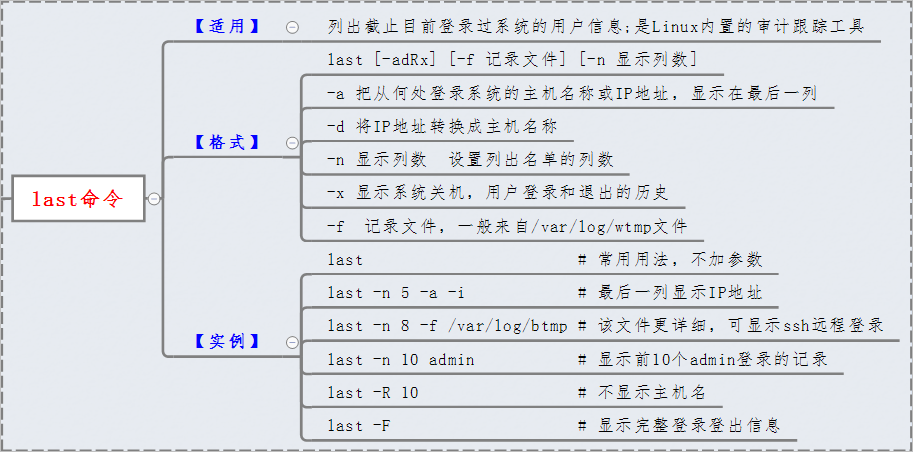 last命令
【适用】
列出截止目前登录过系统的用户信息;是Linux内置的审计跟踪工具
【格式】
last [-adRx] [-f 记录文件] [-n 显示列数]
-a 把从何处登录系统的主机名称或IP地址，显示在最后一列
-d 将IP地址转换成主机名称
-n 显示列数 设置列出名单的列数
-x 显示系统关机，用户登录和退出的历史
-f 记录文件，一般来自/var/log/wtmp文件
【实例】
last # 常用用法，不加参数
last -n 5 -a -i # 最后一列显示IP地址
last -n 8 -f /var/log/btmp # 该文件更详细，可显示ssh远程登录
last -n 10 admin # 显示前10个admin登录的记录
last -R 10 # 不显示主机名
last -F # 显示完整登录登出信息